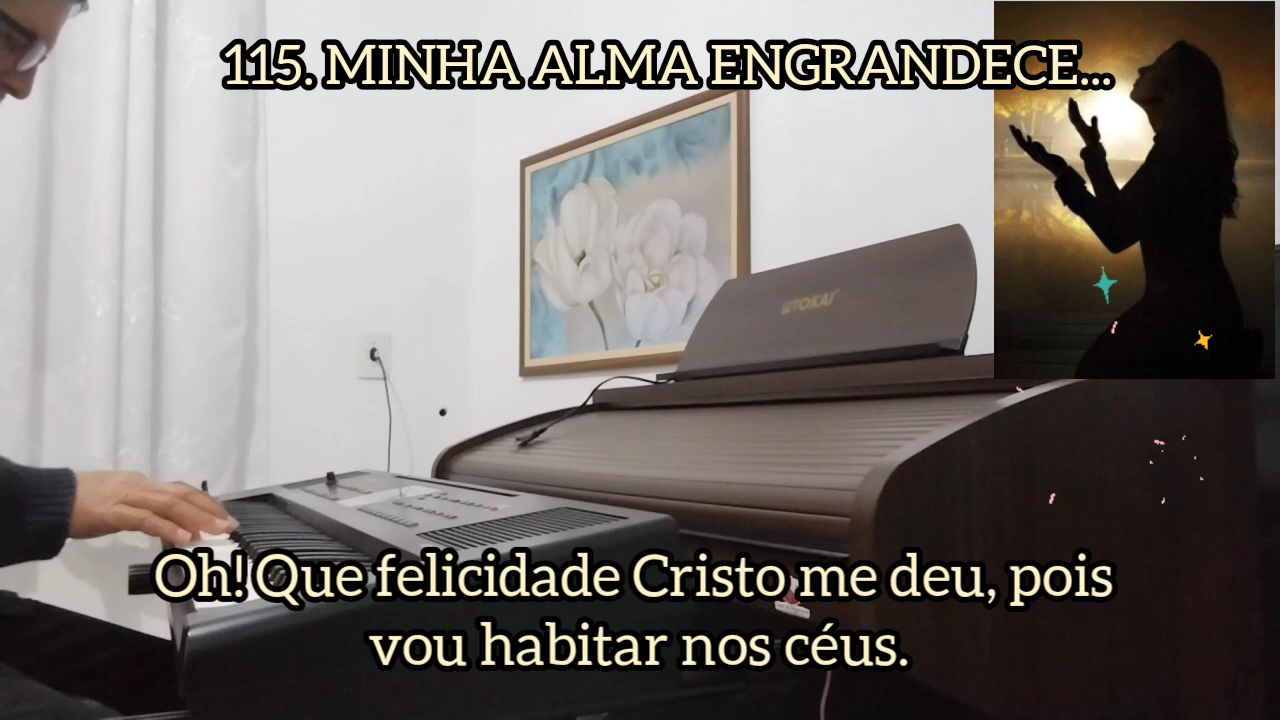 115. MINHA ALMA ENGRANDECE...
TOKAI
Oh! Que felicidade Cristo me deu, pois
vou habitar nos céus.